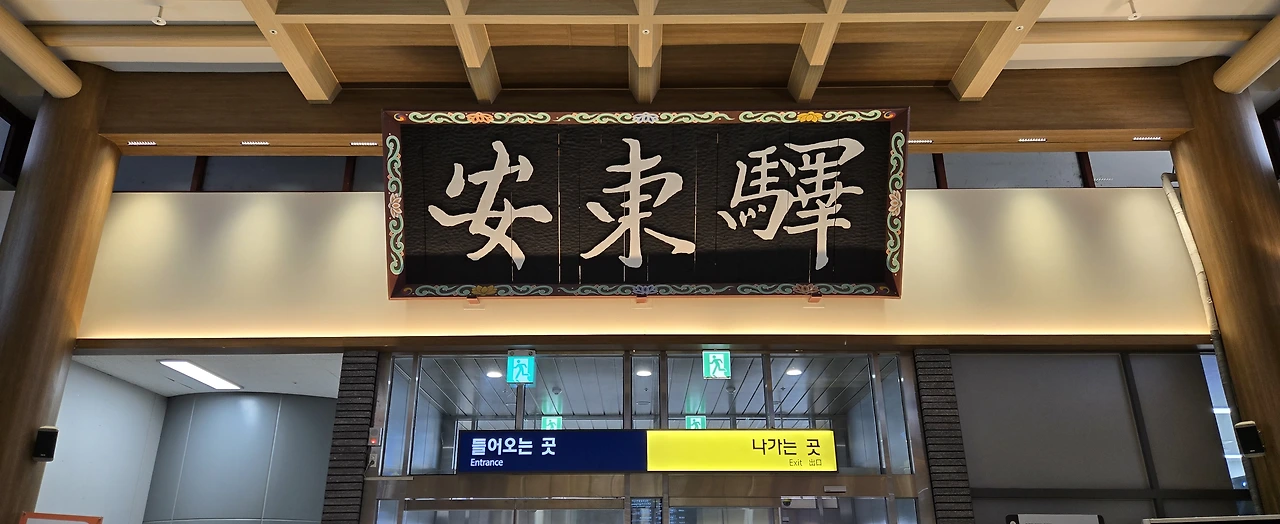 安東驛
들어오는 곳
Entrance
나가는 곳
Exit 出口